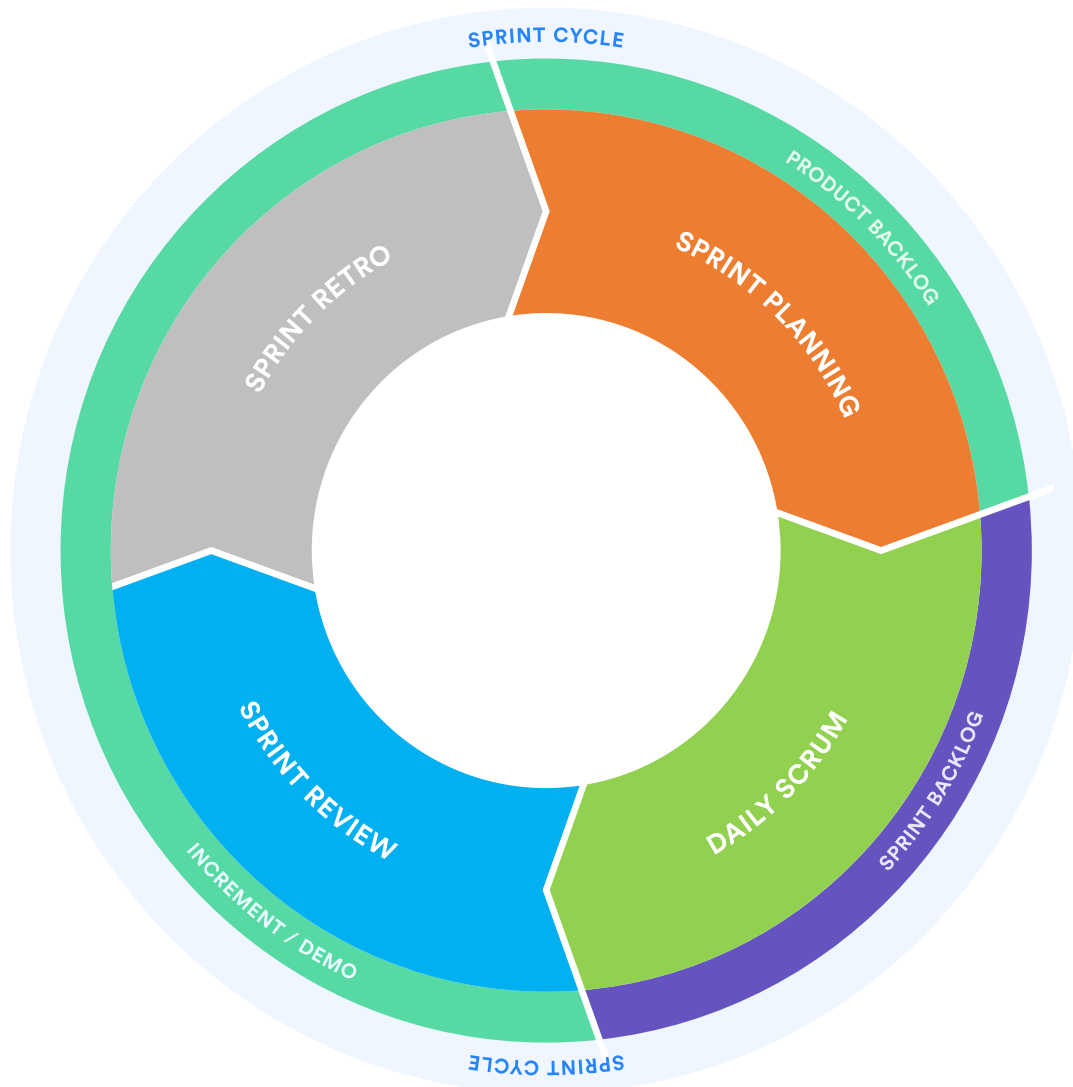 SPRINT CYCLE
PRODUCT BACKLOG
SPRINT PLANNING
SPRINT RETRO
DAILY SCRUM
SPRINT BACKLOG
SPRINT REVIEW
INCREMENT / DEMO
SPRINT CYCLE